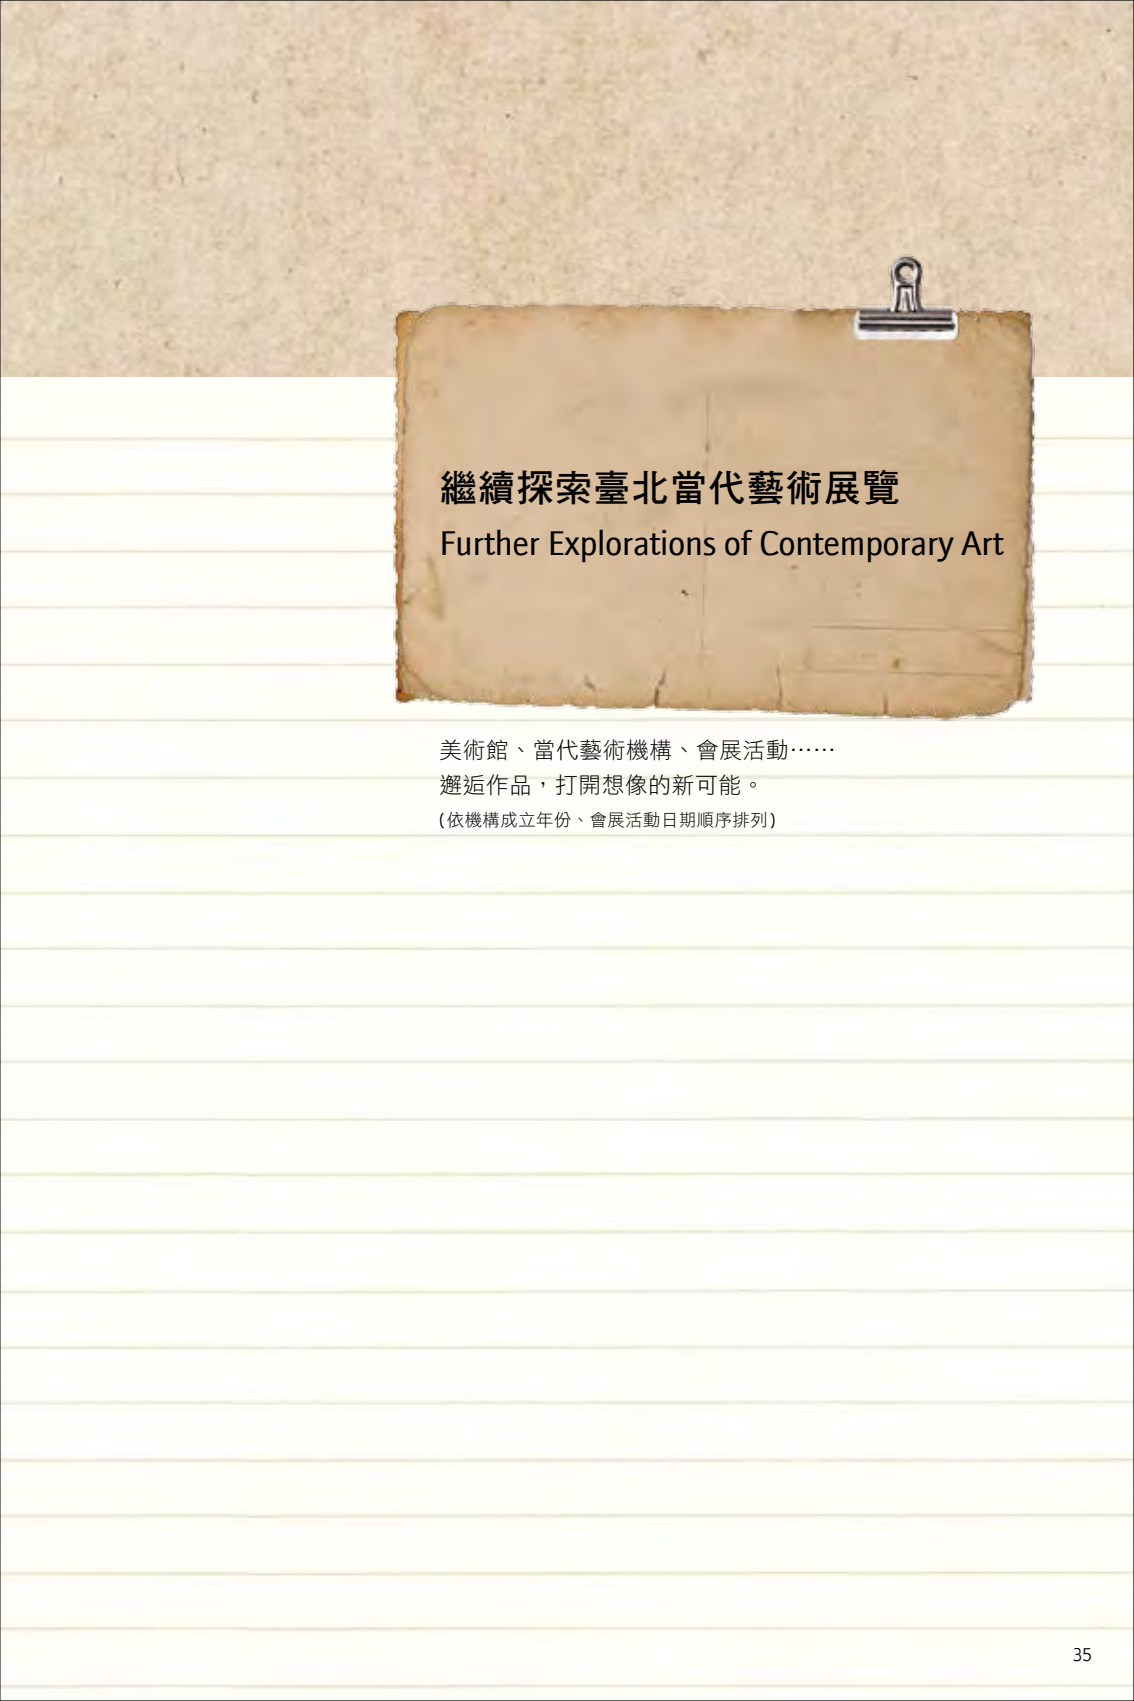 繼續探索臺北當代藝術展覽
Further Explorations of Contemporary Art
美術館、當代藝術機構、會展活動……
邂逅作品，打開想像的新可能。
(依機構成立年份、會展活動日期順序排列)
35